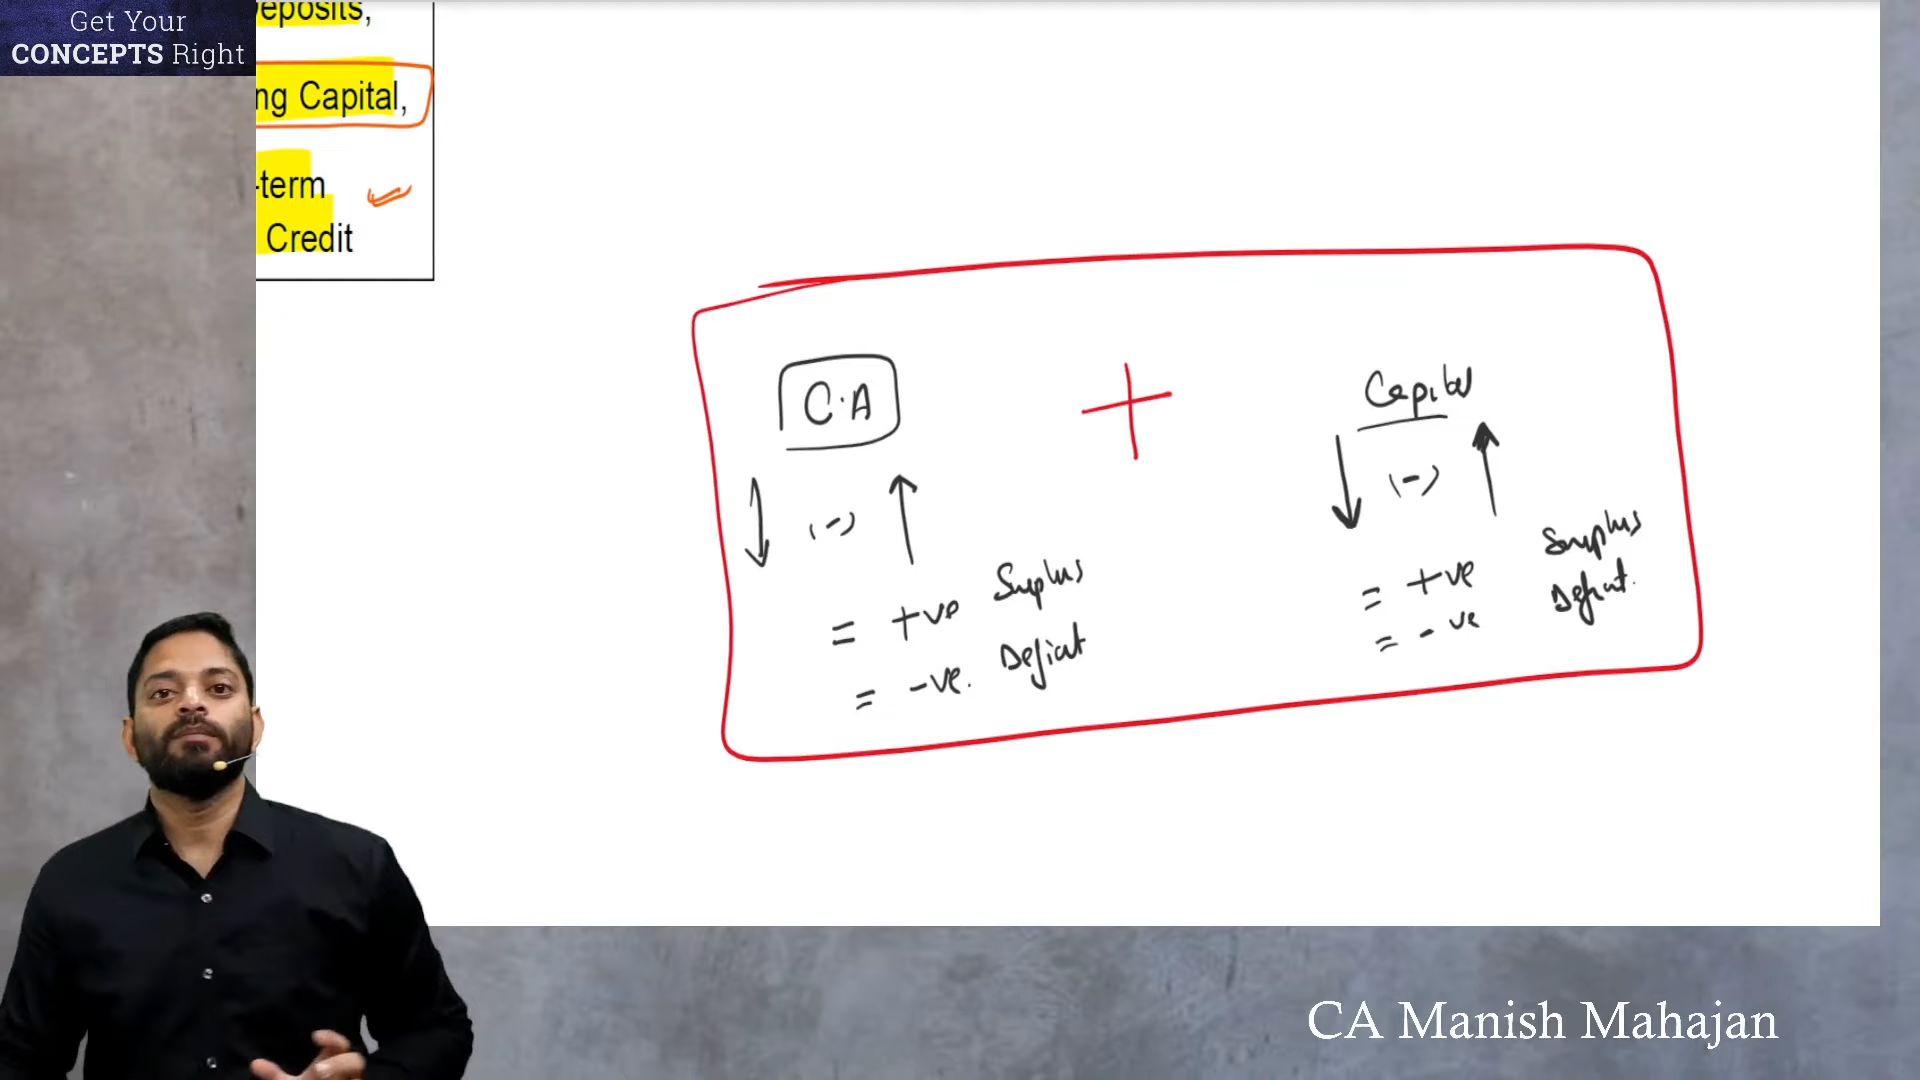 Get Your
CONCEPTS Right
eposits,
ng Capital,
-term
Credit
C.A
+
Capital
(-)
(-)
= +ve Surplus
= -ve. Deficit
= +ve Surplus
= -ve Deficit.
CA Manish Mahajan